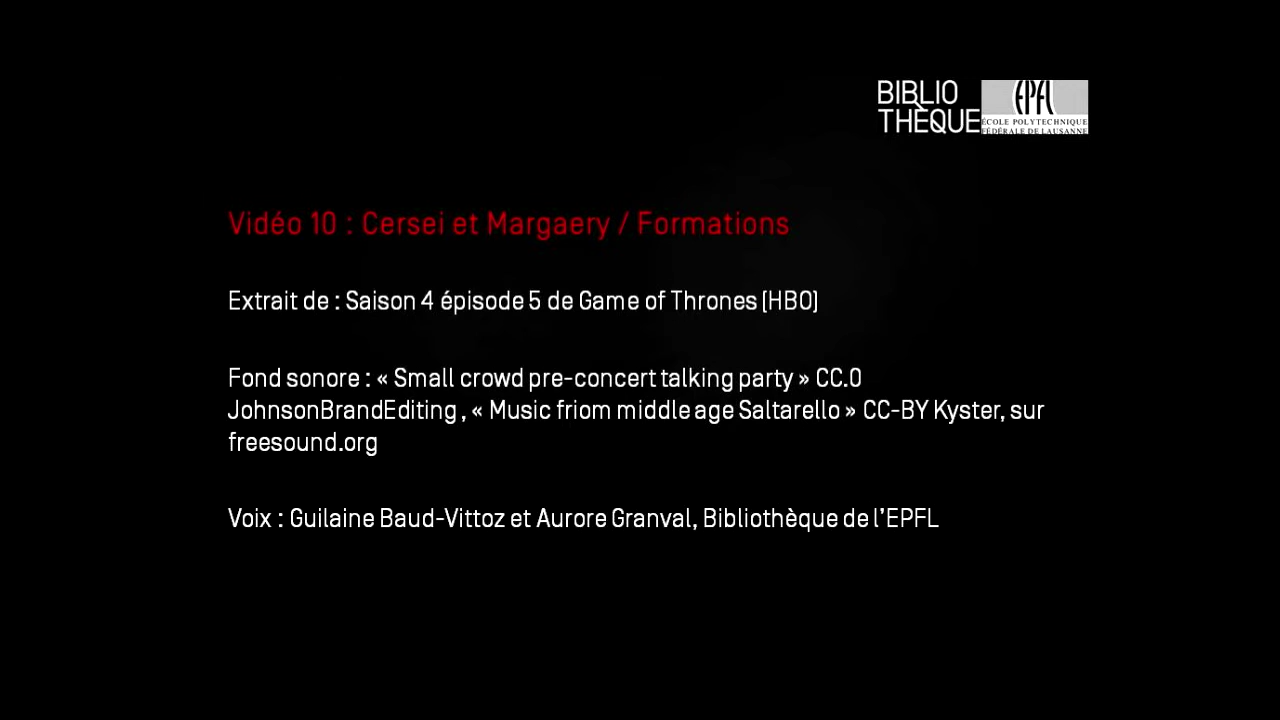 BIBLIO
THÈQUE
EPFL
ÉCOLE POLYTECHNIQUE
FÉDÉRALE DE LAUSANNE
Vidéo 10 : Cersei et Margaery / Formations
Extrait de : Saison 4 épisode 5 de Game of Thrones (HBO)
Fond sonore : « Small crowd pre-concert talking party » CC.0
JohnsonBrandEditing , « Music friom middle age Saltarello » CC-BY Kyster, sur
freesound.org
Voix : Guilaine Baud-Vittoz et Aurore Granval, Bibliothèque de l’EPFL